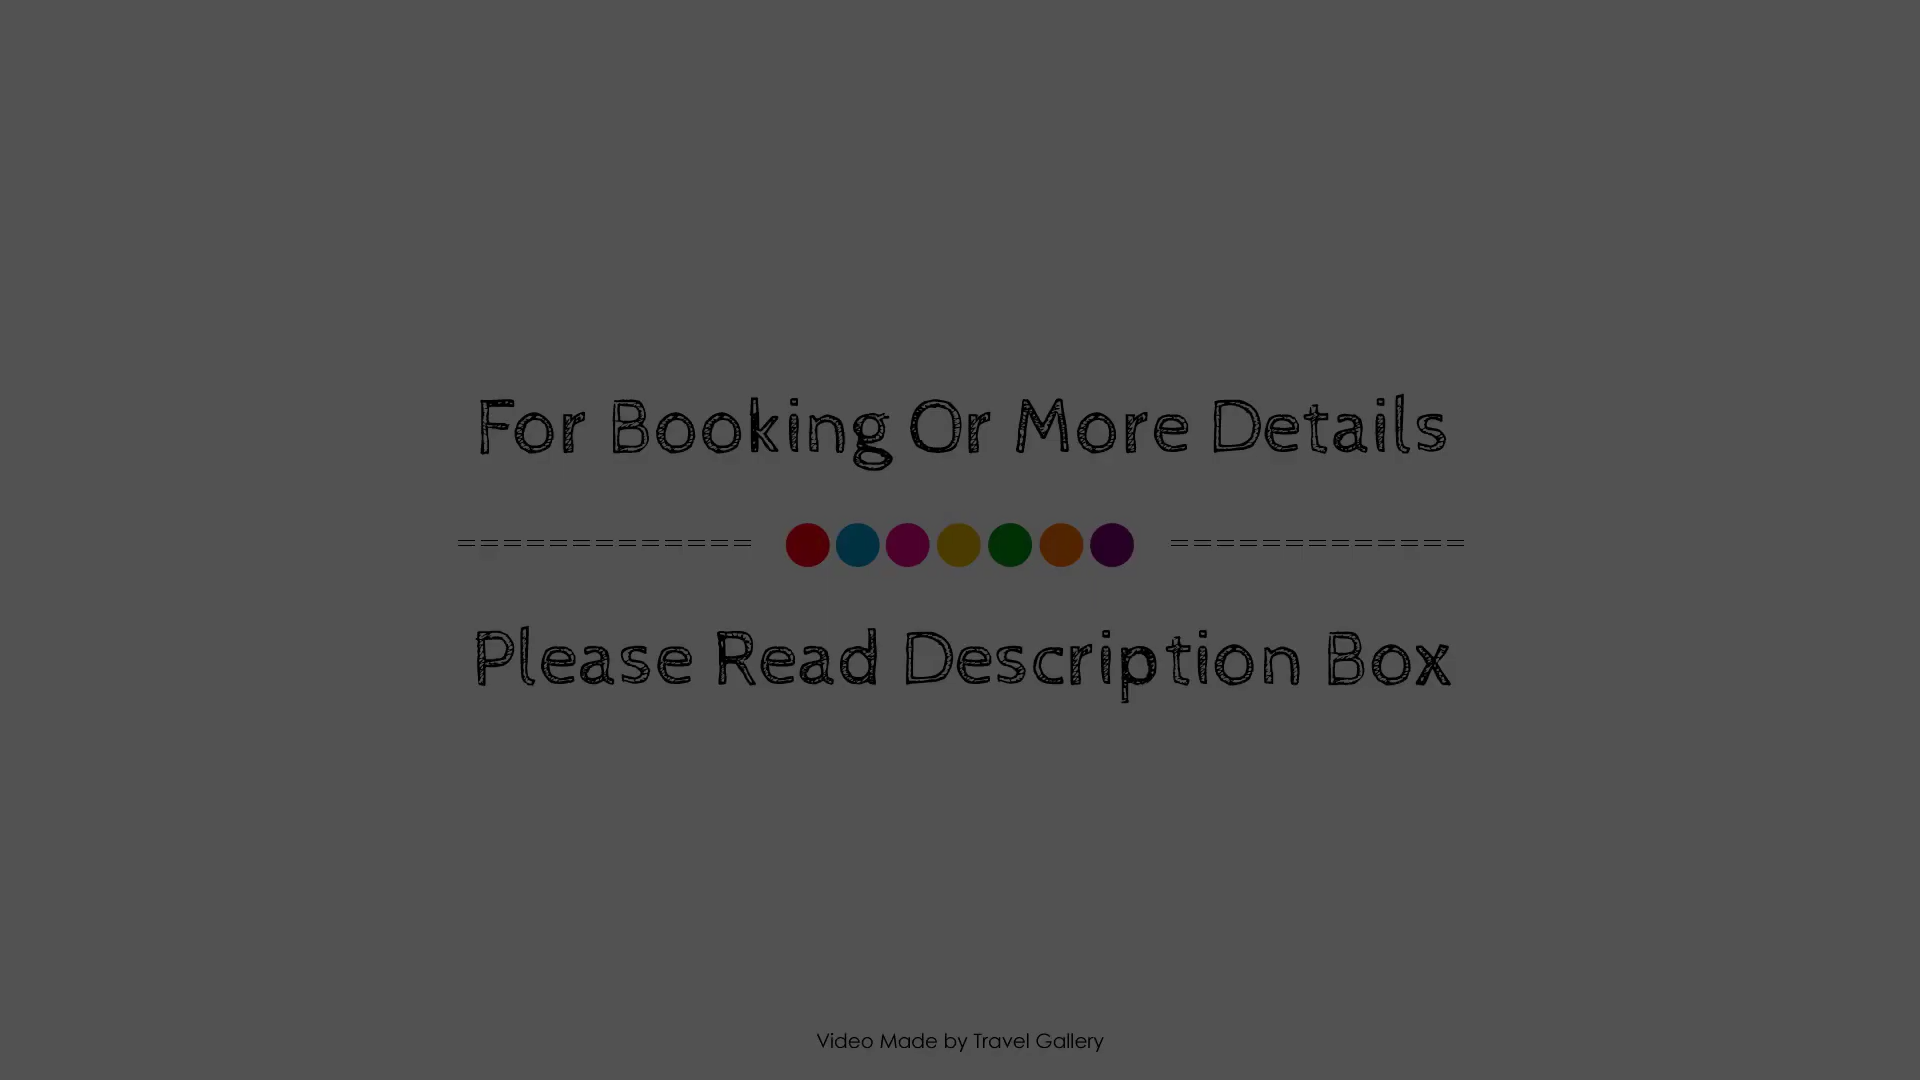 For Booking Or More Details
============= =============
Please Read Description Box
Video Made by Travel Gallery